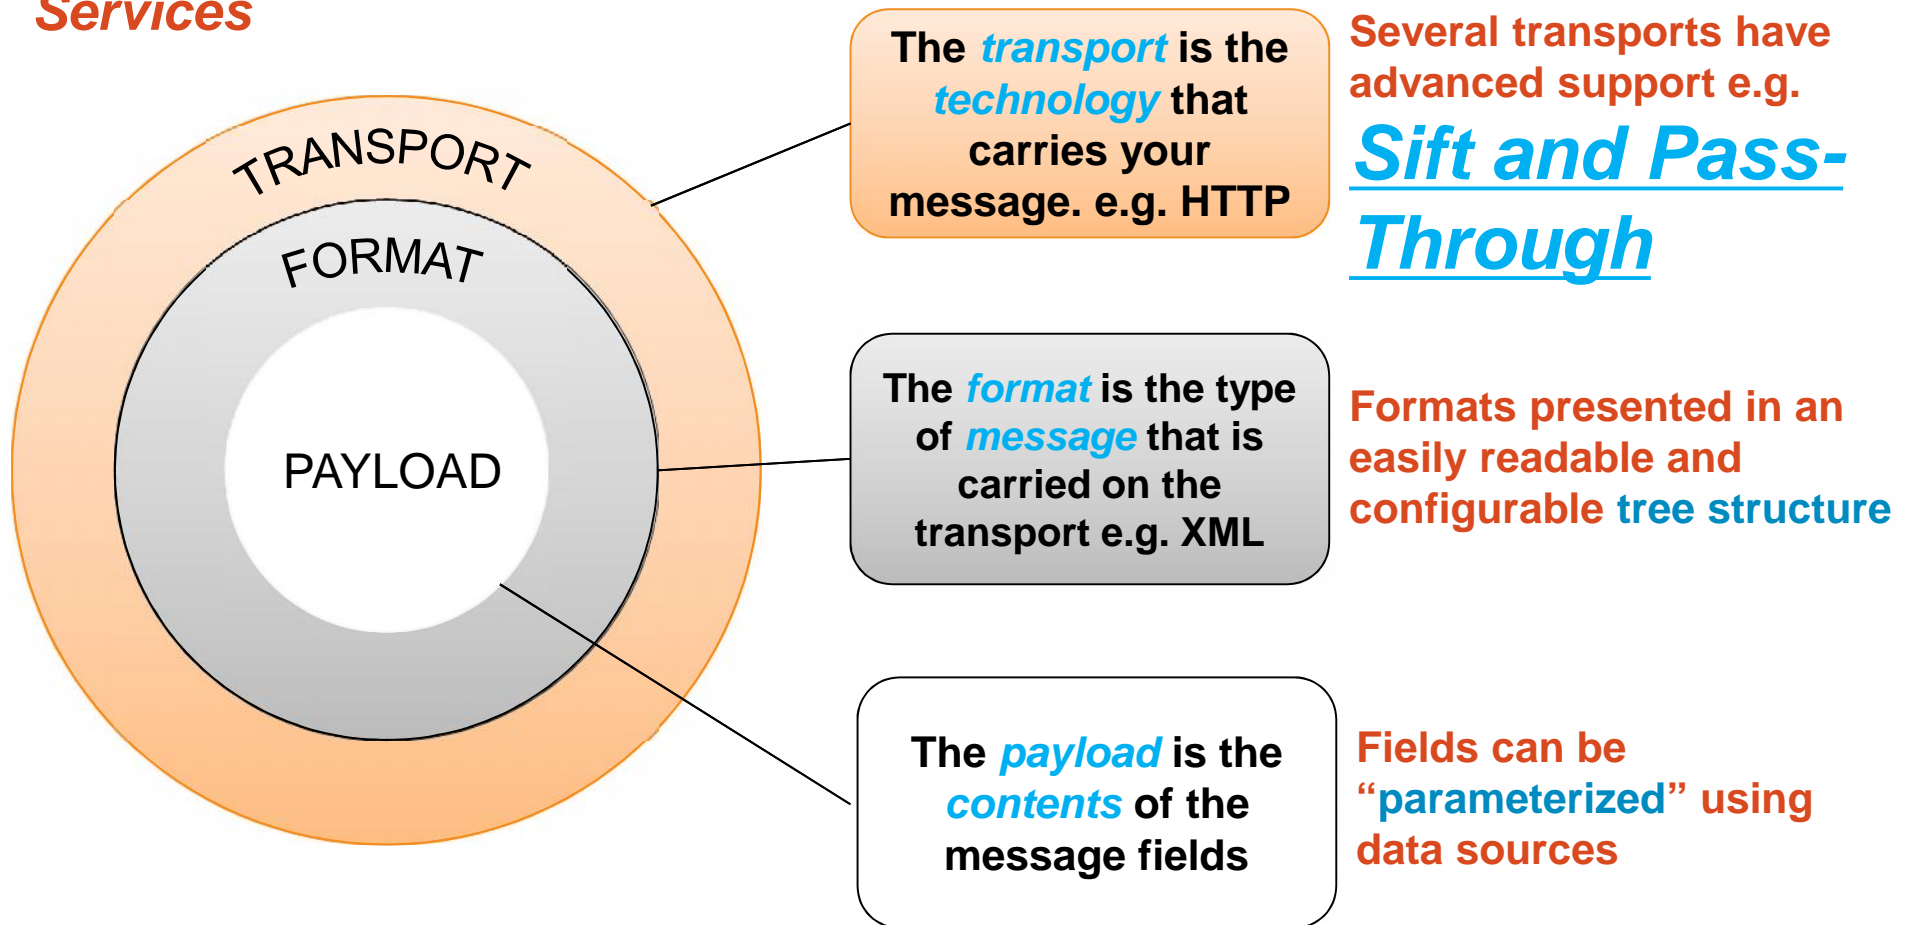 Services
TRANSPORT
FORMAT
PAYLOAD
The transport is the
technology that
carries your
message. e.g. HTTP
Several transports have
advanced support e.g.
Sift and Pass-
Through
The format is the type
of message that is
carried on the
transport e.g. XML
Formats presented in an
easily readable and
configurable tree structure
The payload is the
contents of the
message fields
Fields can be
“parameterized” using
data sources